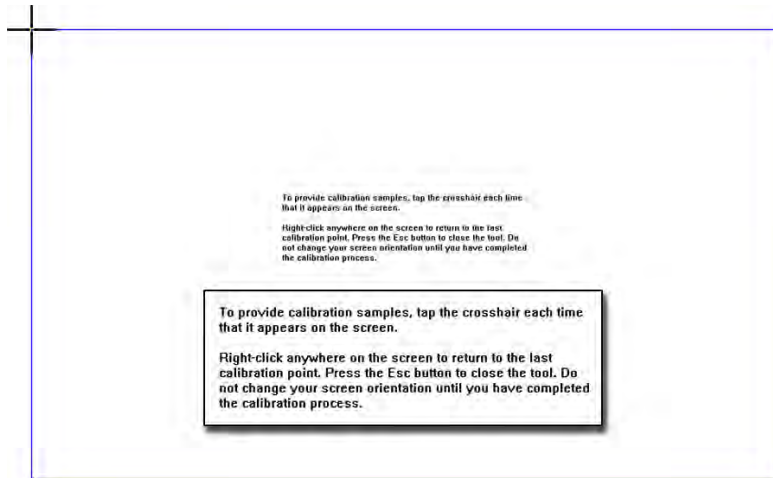 To provide calibration samples, tap the crosshair each time
that it appears on the screen.
Right-click anywhere on the screen to return to the last
calibration point. Press the Esc button to close the tool. Do
not change your screen orientation until you have completed
the calibration process.
To provide calibration samples, tap the crosshair each time
that it appears on the screen.
Right-click anywhere on the screen to return to the last
calibration point. Press the Esc button to close the tool. Do
not change your screen orientation until you have completed
the calibration process.